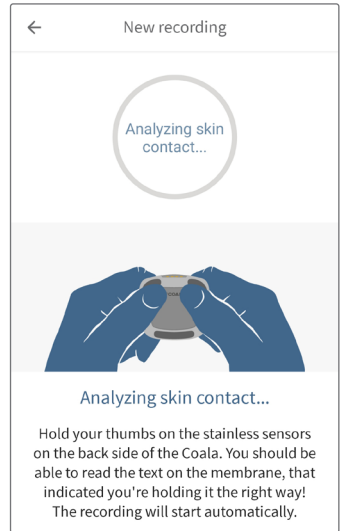 New recording
Analyzing skin
contact...
COALA
Analyzing skin contact...
Hold your thumbs on the stainless sensors
on the back side of the Coala. You should be
able to read the text on the membrane, that
indicated you're holding it the right way!
The recording will start automatically.